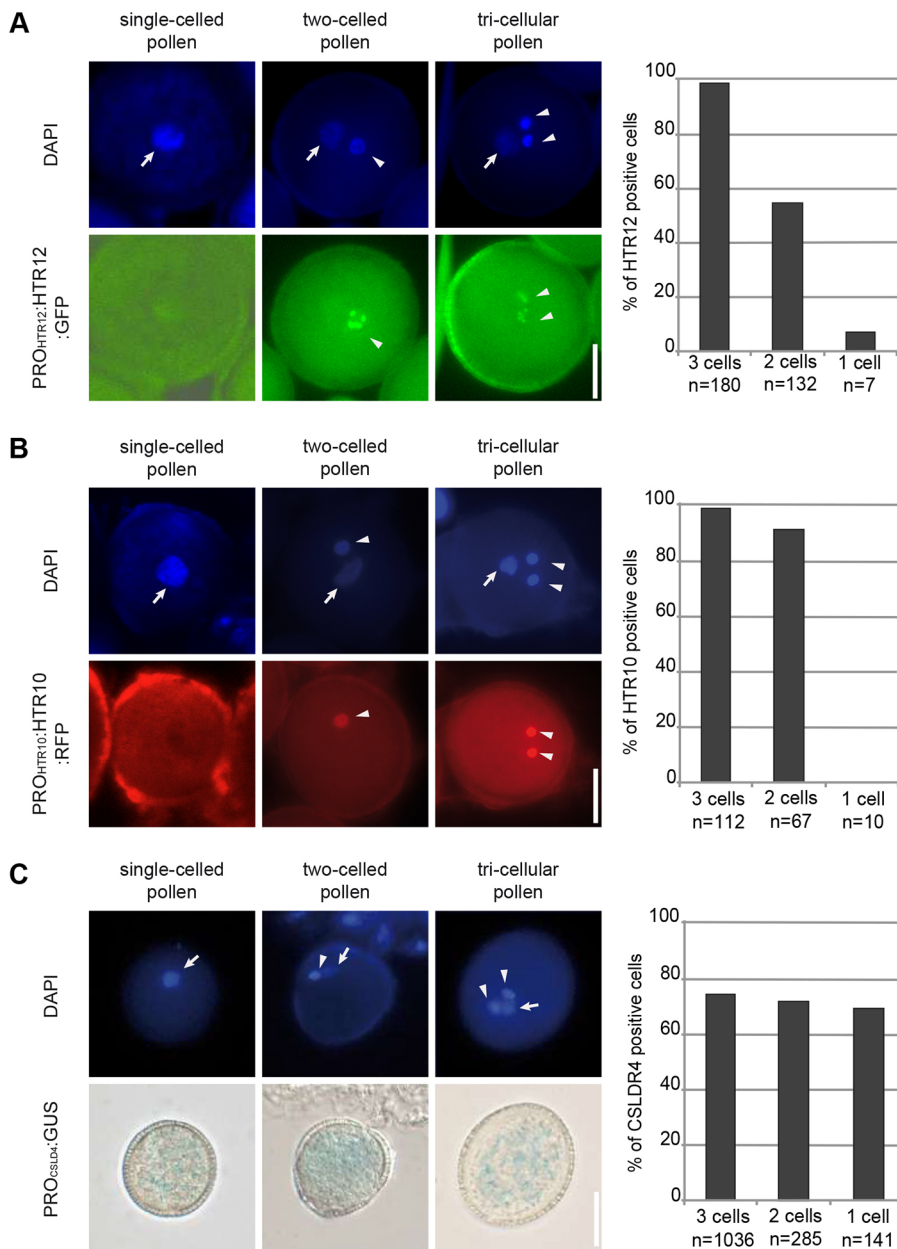 A
single-celled pollen
two-celled pollen
tri-cellular pollen
DAPI
PROHTR12:HTR12 :GFP
% of HTR12 positive cells
100
80
60
40
20
0
3 cells n=180
2 cells n=132
1 cell n=7
B
single-celled pollen
two-celled pollen
tri-cellular pollen
DAPI
PROHTR10:HTR10 :RFP
% of HTR10 positive cells
100
80
60
40
20
0
3 cells n=112
2 cells n=67
1 cell n=10
C
single-celled pollen
two-celled pollen
tri-cellular pollen
DAPI
PROCSLD4:GUS
% of CSLDR4 positive cells
100
80
60
40
20
0
3 cells n=1036
2 cells n=285
1 cell n=141